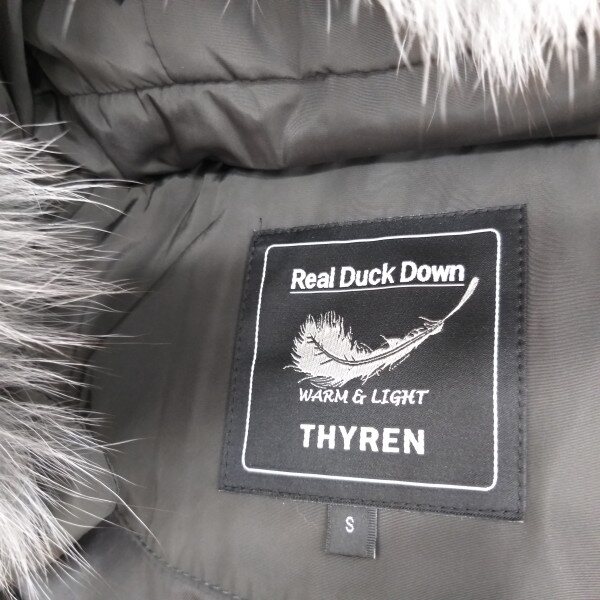 Real Duck Down
WARM & LIGHT
THYREN
S